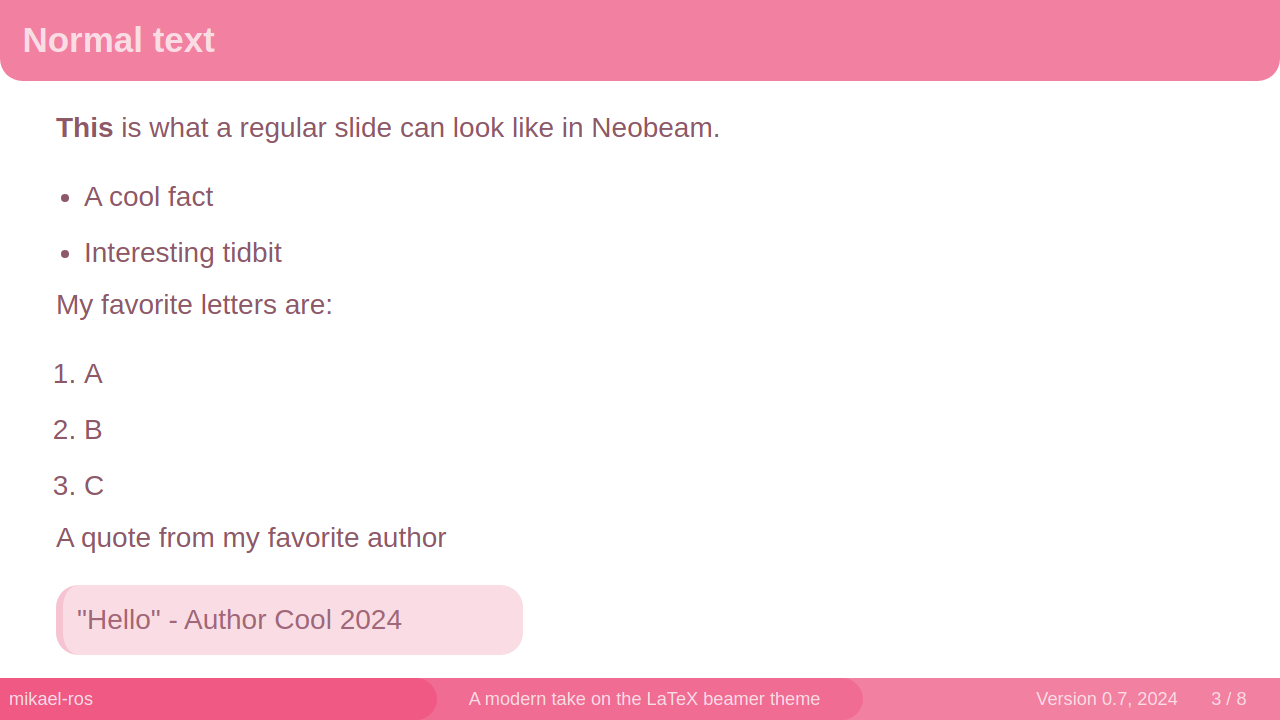 Normal text
This is what a regular slide can look like in Neobeam.
• A cool fact
• Interesting tidbit
My favorite letters are:
1. A
2. B
3. C
A quote from my favorite author
"Hello" - Author Cool 2024
mikael-ros
A modern take on the LaTeX beamer theme
Version 0.7, 2024
3 / 8